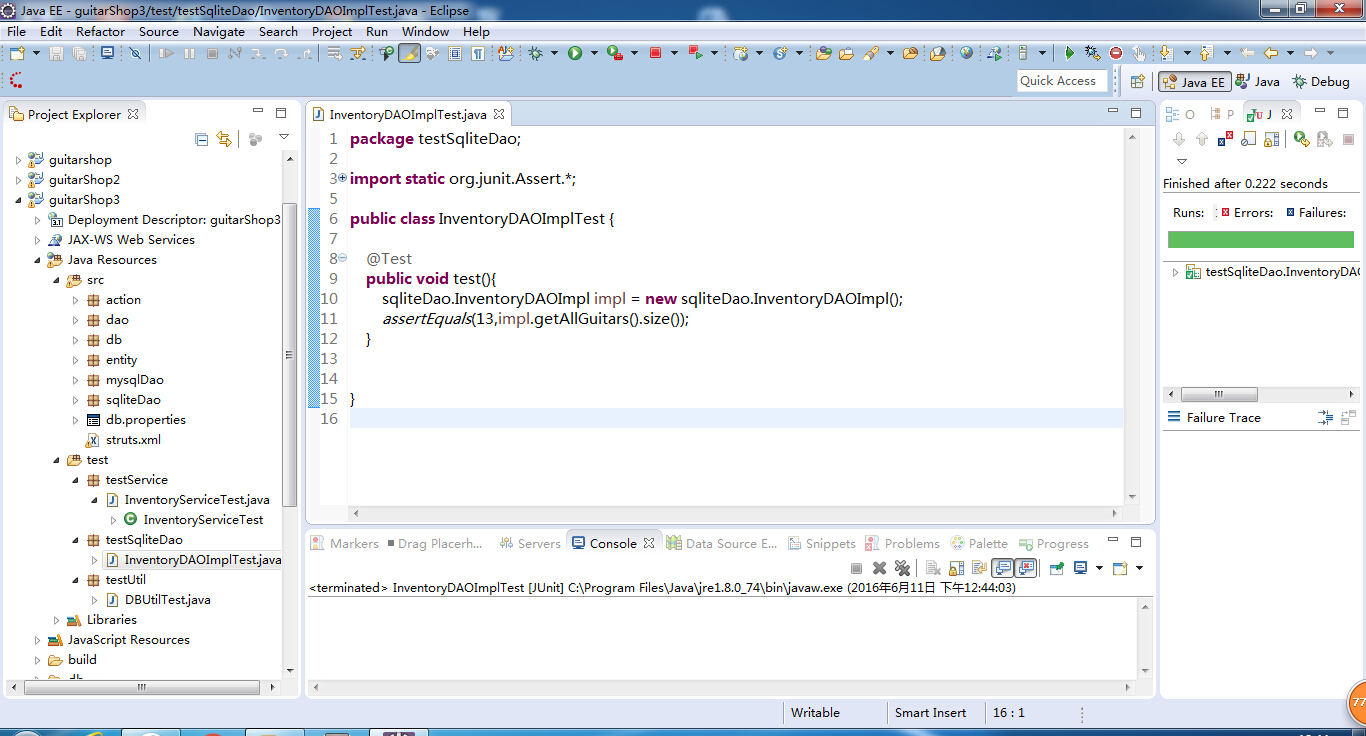 Java EE - guitarShop3/test/testSqliteDao/InventoryDAOImplTest.java - Eclipse
File Edit Refactor Source Navigate Search Project Run Window Help
Quick Access
Java EE
Java
Debug
Project Explorer
guitarshop
guitarShop2
guitarShop3
Deployment Descriptor: guitarShop3
JAX-WS Web Services
Java Resources
src
action
dao
db
entity
mysqlDao
sqliteDao
db.properties
struts.xml
test
testService
InventoryServiceTest.java
InventoryServiceTest
testSqliteDao
InventoryDAOImplTest.java
testUtil
DBUtilTest.java
Libraries
JavaScript Resources
build
InventoryDAOImplTest.java
1 package testSqliteDao;
2
3 import static org.junit.Assert.*;
5
6 public class InventoryDAOImplTest {
7
8 @Test
9 public void test(){
10 sqliteDao.InventoryDAOImpl impl = new sqliteDao.InventoryDAOImpl();
11 assertEquals(13,impl.getAllGuitars().size());
12 }
13
14
15 }
16
O P J
Finished after 0.222 seconds
Runs: Errors: Failures:
testSqliteDao.InventoryDAO
Failure Trace
Markers Drag Placerh... Servers Console Data Source E... Snippets Problems Palette Progress
<terminated> InventoryDAOImplTest [JUnit] C:\Program Files\Java\jre1.8.0_74\bin\javaw.exe (2016年6月11日 下午12:44:03)
Writable Smart Insert 16 : 1
77